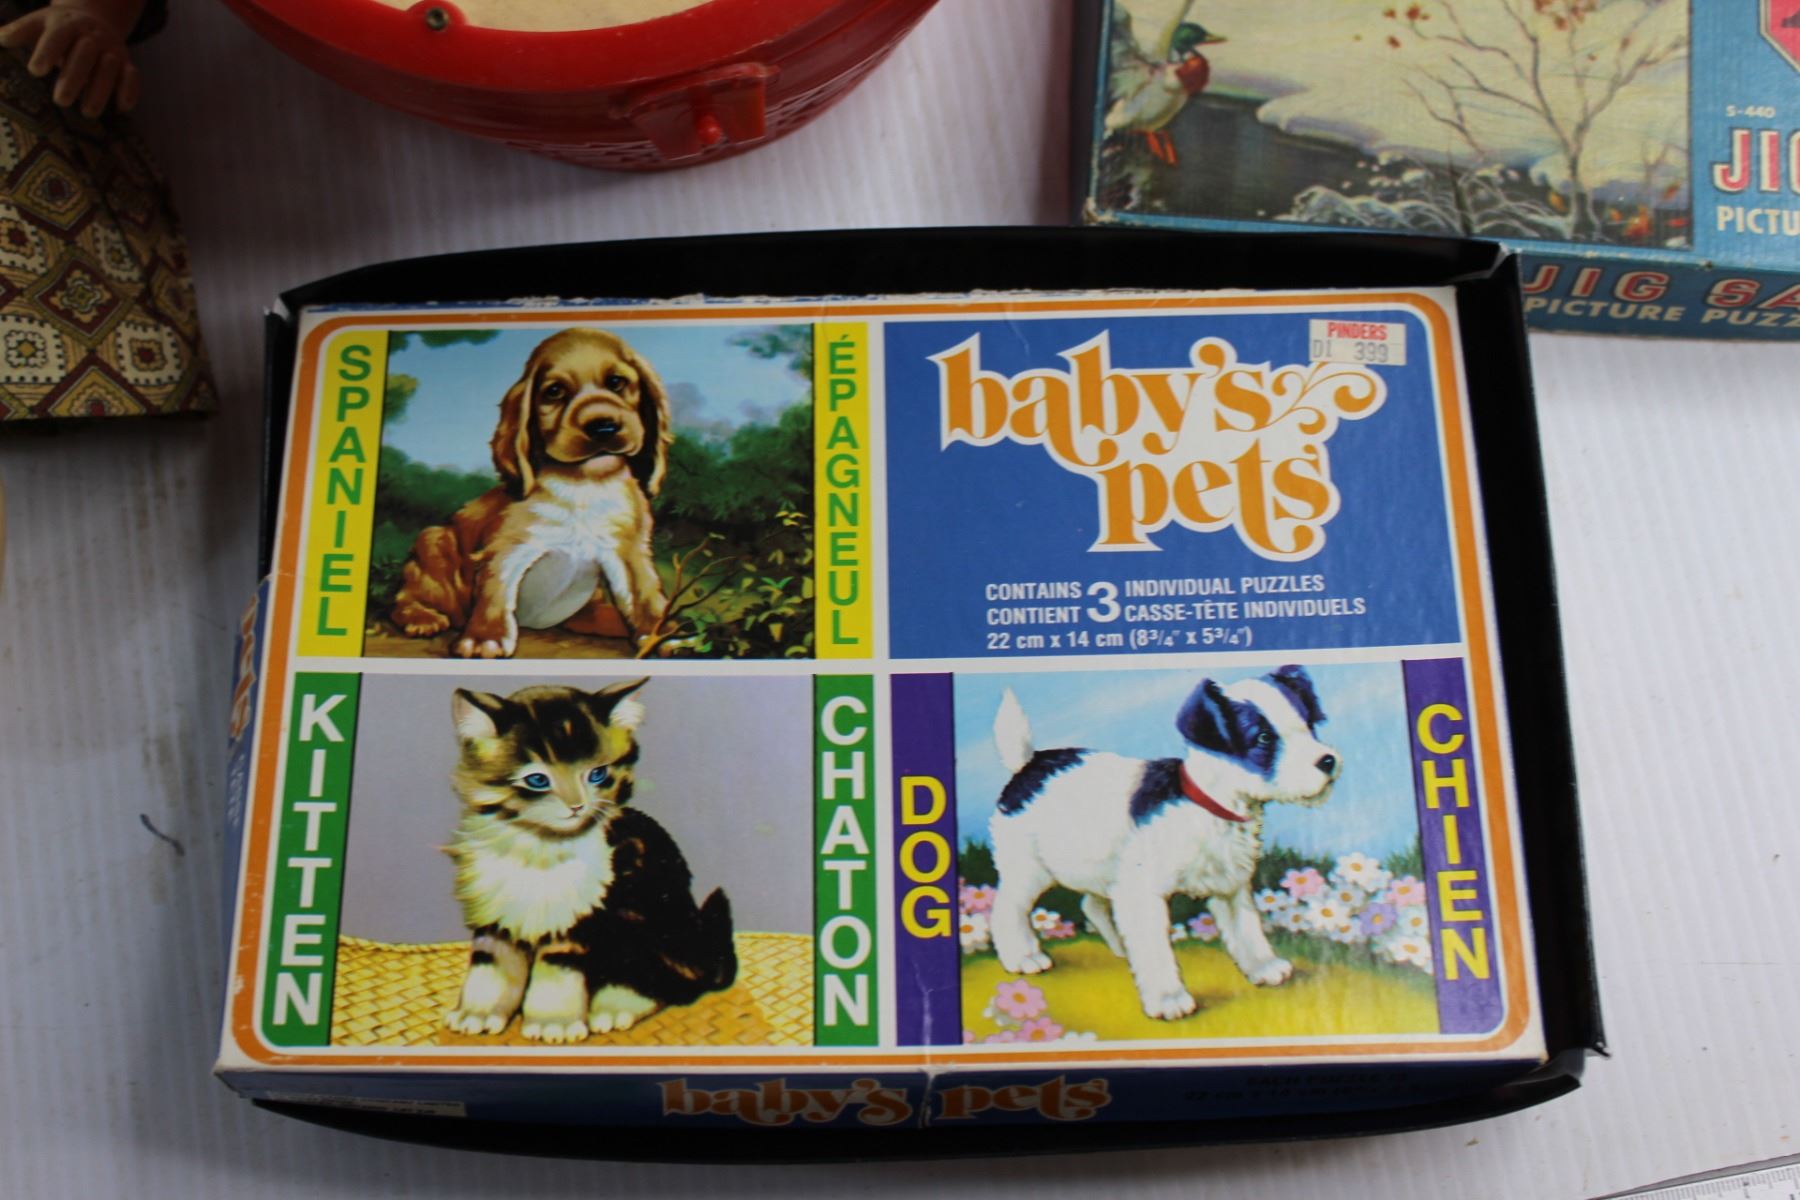 S-440
JIG
PICTU
JIG SA
PICTURE PUZZ
SPANIEL
ÉPAGNEUL
baby's
pets
PINDERS
D1 399
CONTAINS 3 INDIVIDUAL PUZZLES
CONTIENT 3 CASSE-TÊTE INDIVIDUELS
22 cm x 14 cm (8¾" x 5¾")
KITTEN
CHATON
DOG
CHIEN
baby's pets